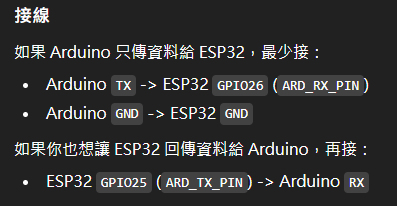 接線
如果 Arduino 只傳資料給 ESP32，最少接：
• Arduino TX -> ESP32 GPIO26 (ARD_RX_PIN)
• Arduino GND -> ESP32 GND
如果你也想讓 ESP32 回傳資料給 Arduino，再接：
• ESP32 GPIO25 (ARD_TX_PIN) -> Arduino RX